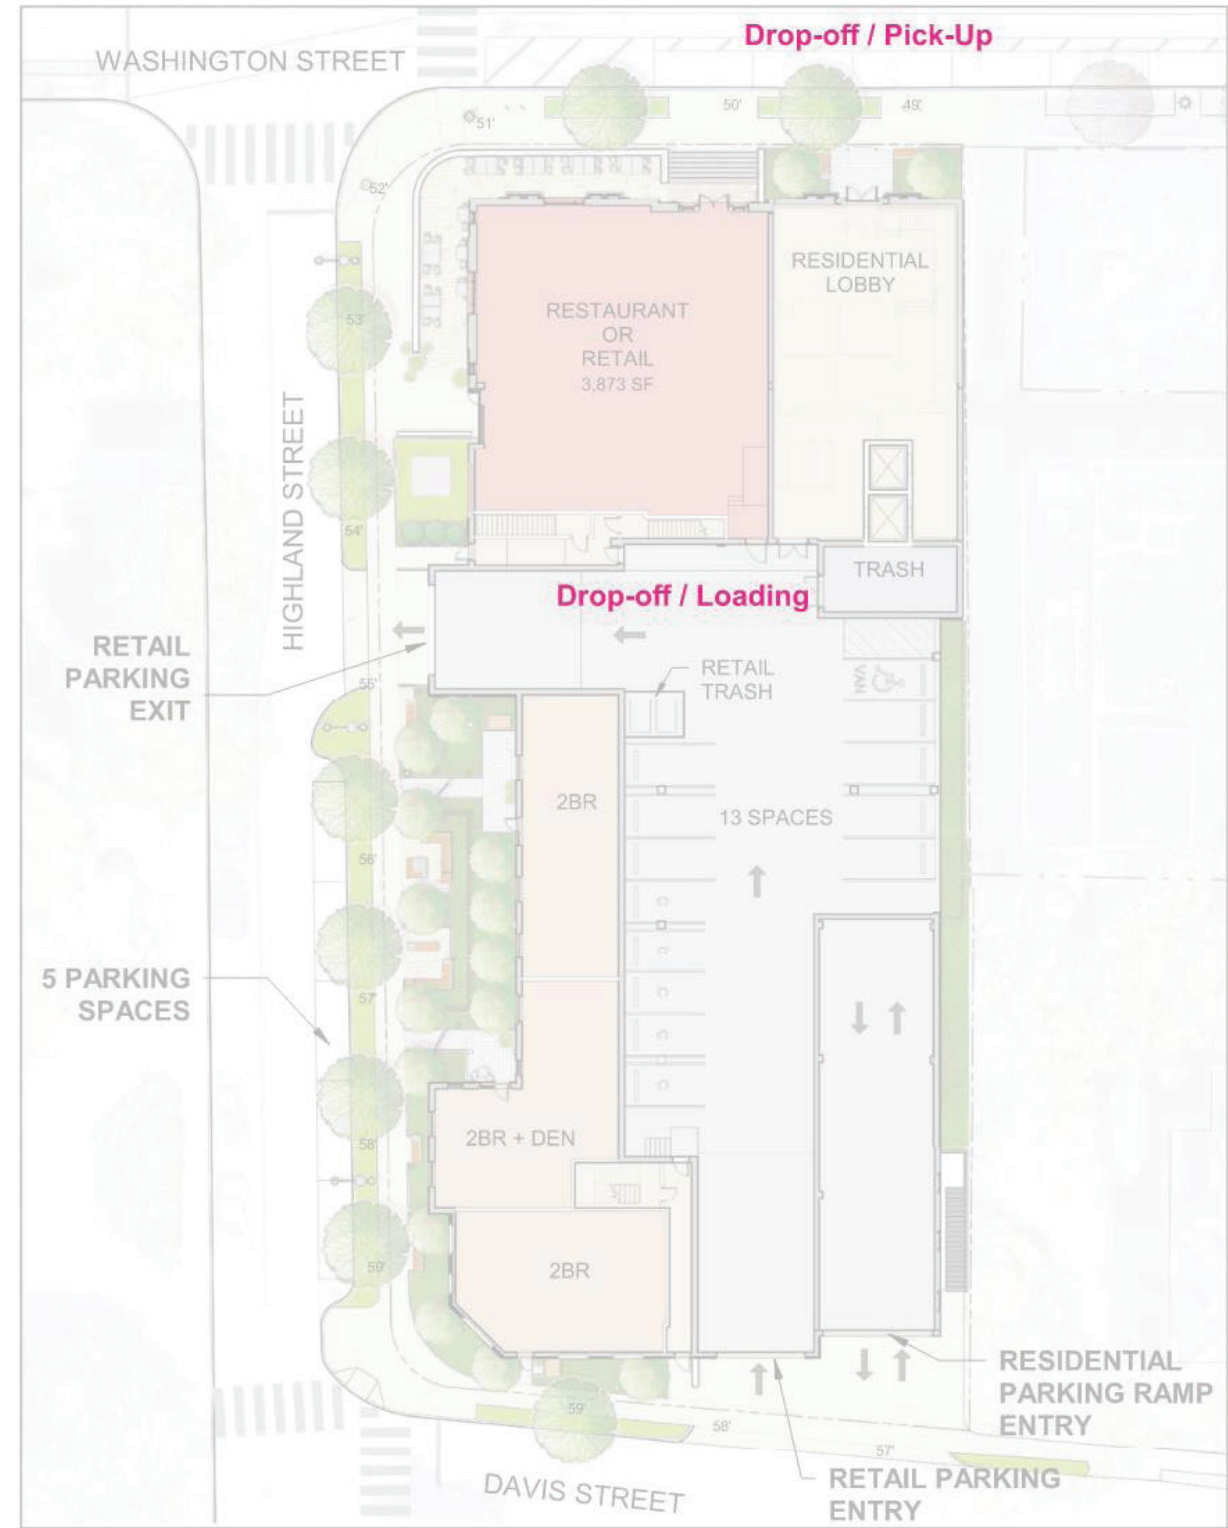 Drop-off / Pick-Up
WASHINGTON STREET
50'
49'
51'
52'
RESIDENTIAL
LOBBY
RESTAURANT
OR
RETAIL
3,873 SF
53'
HIGHLAND STREET
54'
TRASH
Drop-off / Loading
RETAIL
PARKING
EXIT
RETAIL
TRASH
VAN
55'
2BR
13 SPACES
56'
C
C
C
C
C
5 PARKING
SPACES
57'
2BR + DEN
58'
2BR
59'
RESIDENTIAL
PARKING RAMP
ENTRY
59'
58'
57'
RETAIL PARKING
ENTRY
DAVIS STREET